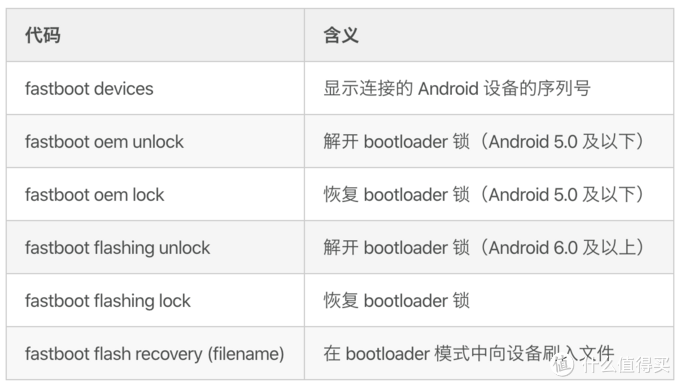 代码 含义
fastboot devices 显示连接的 Android 设备的序列号
fastboot oem unlock 解开 bootloader 锁（Android 5.0 及以下）
fastboot oem lock 恢复 bootloader 锁（Android 5.0 及以下）
fastboot flashing unlock 解开 bootloader 锁（Android 6.0 及以上）
fastboot flashing lock 恢复 bootloader 锁
fastboot flash recovery (filename) 在 bootloader 模式中向设备刷入文件
值 什么值得买